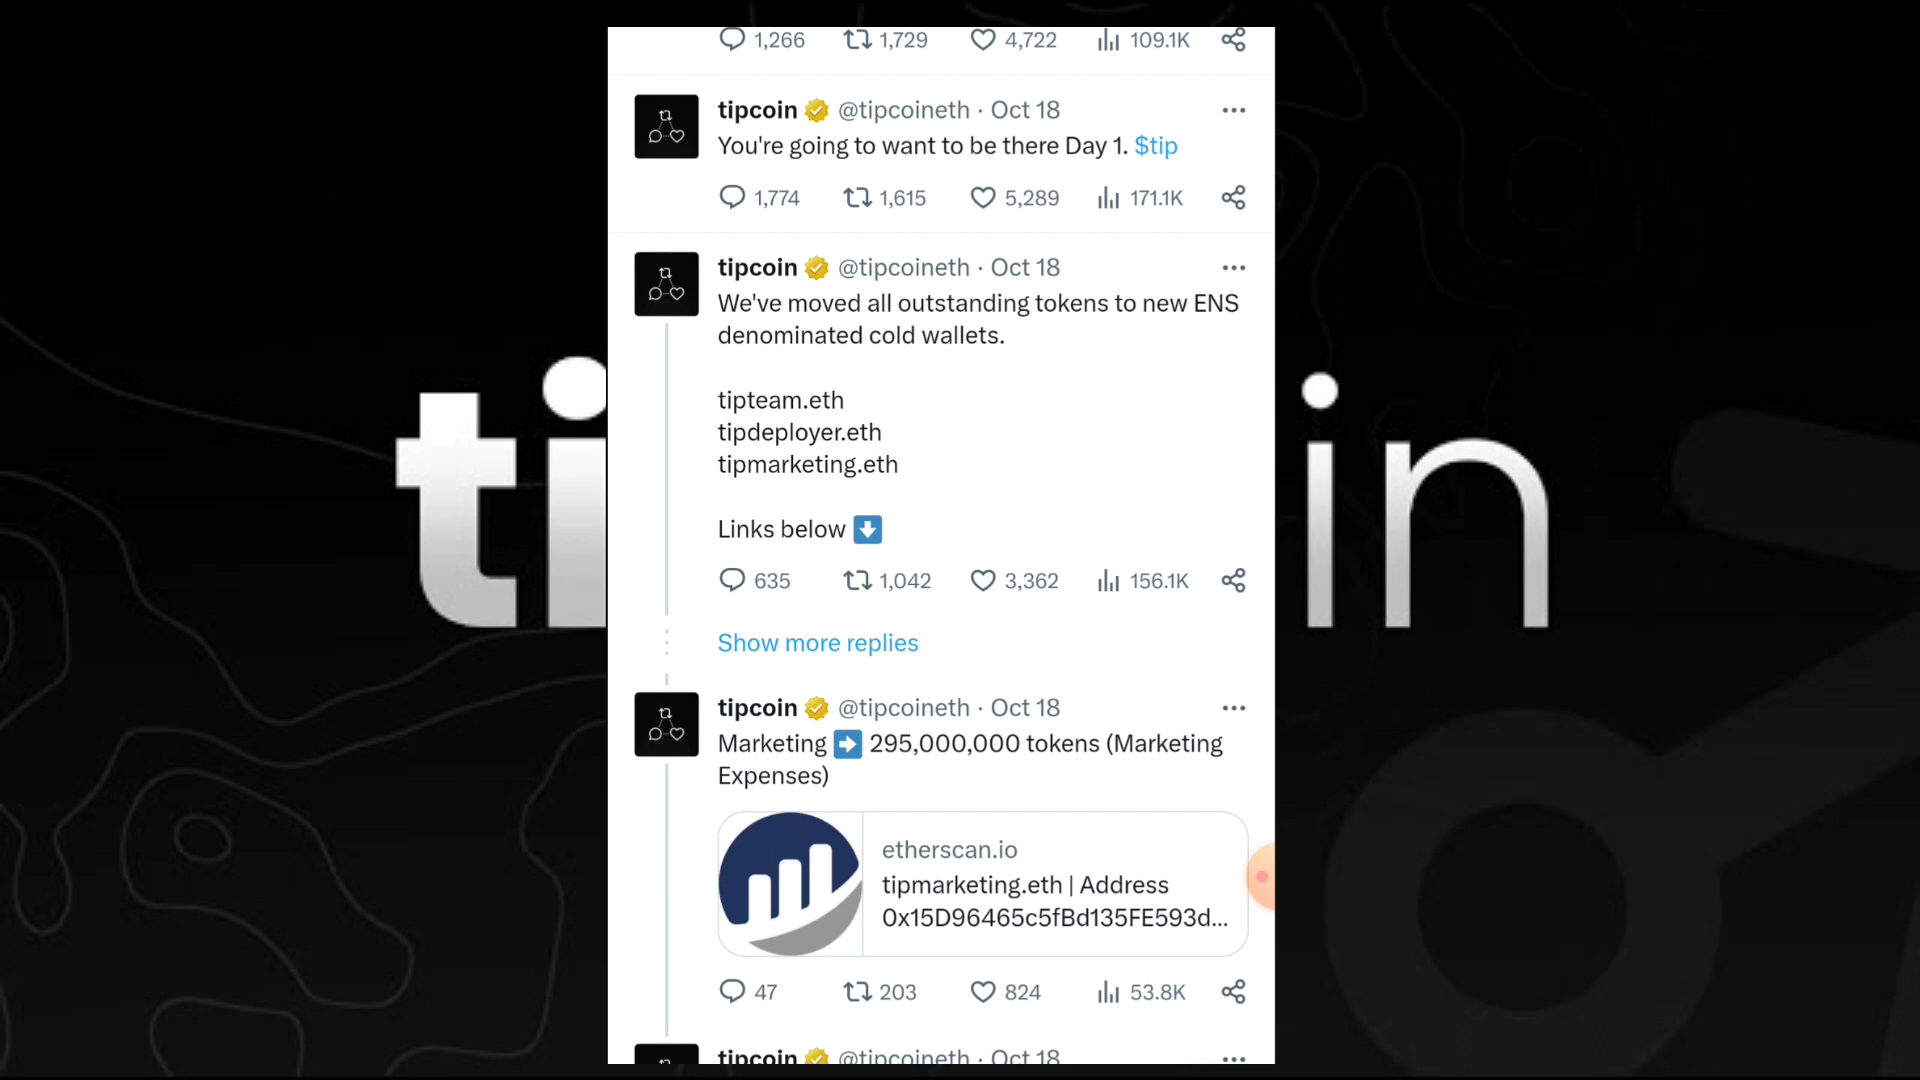 1,266 1,729 4,722 109.1K
tipcoin @tipcoineth · Oct 18
You're going to want to be there Day 1. $tip
1,774 1,615 5,289 171.1K
tipcoin @tipcoineth · Oct 18
We've moved all outstanding tokens to new ENS
denominated cold wallets.
tipteam.eth
tipdeployer.eth
tipmarketing.eth
Links below
635 1,042 3,362 156.1K
Show more replies
tipcoin @tipcoineth · Oct 18
Marketing ➡ 295,000,000 tokens (Marketing
Expenses)
etherscan.io
tipmarketing.eth | Address
0x15D96465c5fBd135FE593d...
47 203 824 53.8K
tipcoin @tipcoineth · Oct 18
ti in